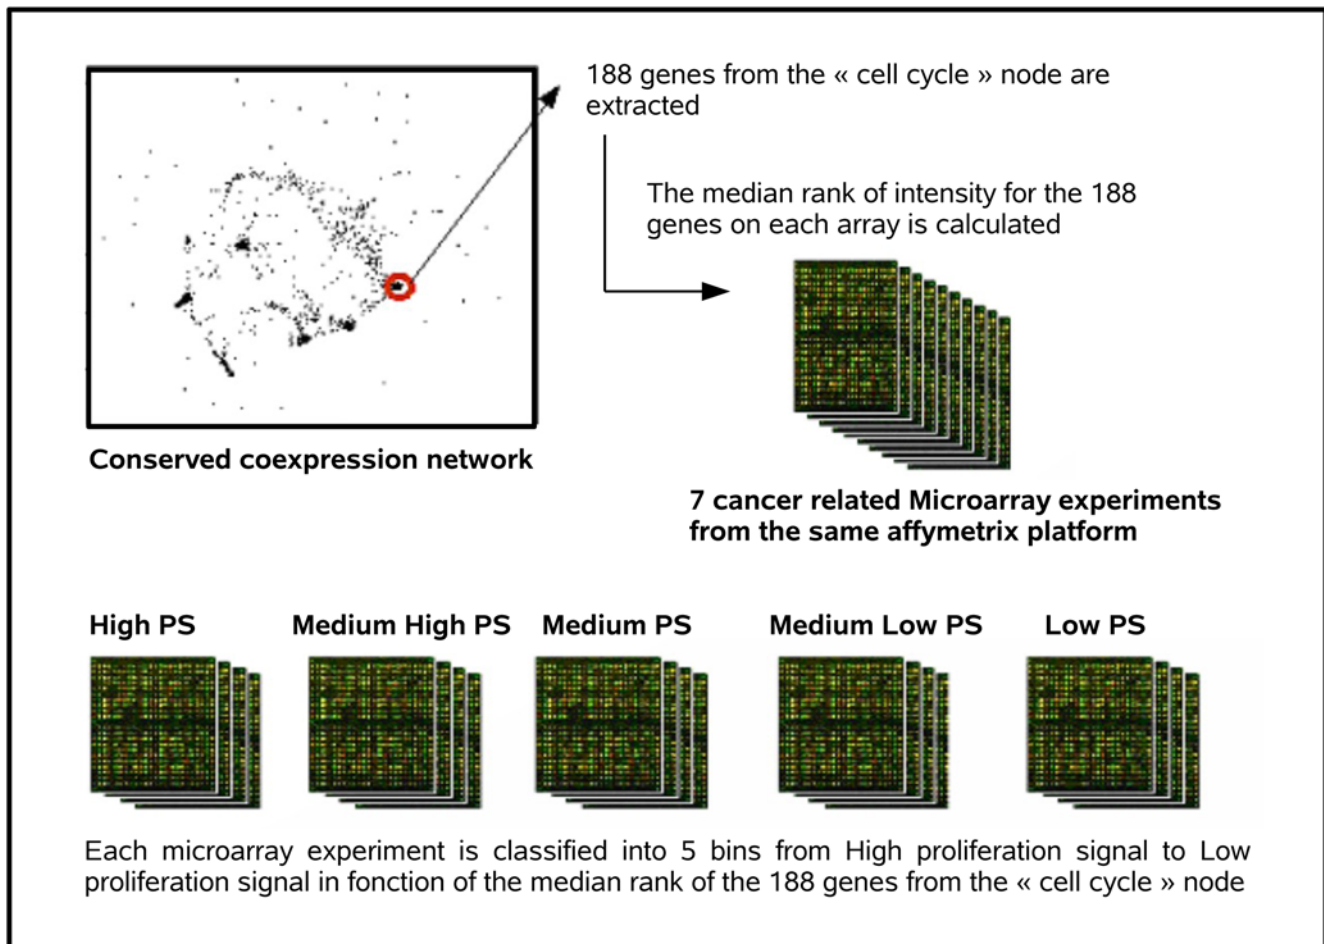 188 genes from the « cell cycle » node are
extracted
The median rank of intensity for the 188
genes on each array is calculated
Conserved coexpression network
7 cancer related Microarray experiments
from the same affymetrix platform
High PS
Medium High PS
Medium PS
Medium Low PS
Low PS
Each microarray experiment is classified into 5 bins from High proliferation signal to Low
proliferation signal in fonction of the median rank of the 188 genes from the « cell cycle » node